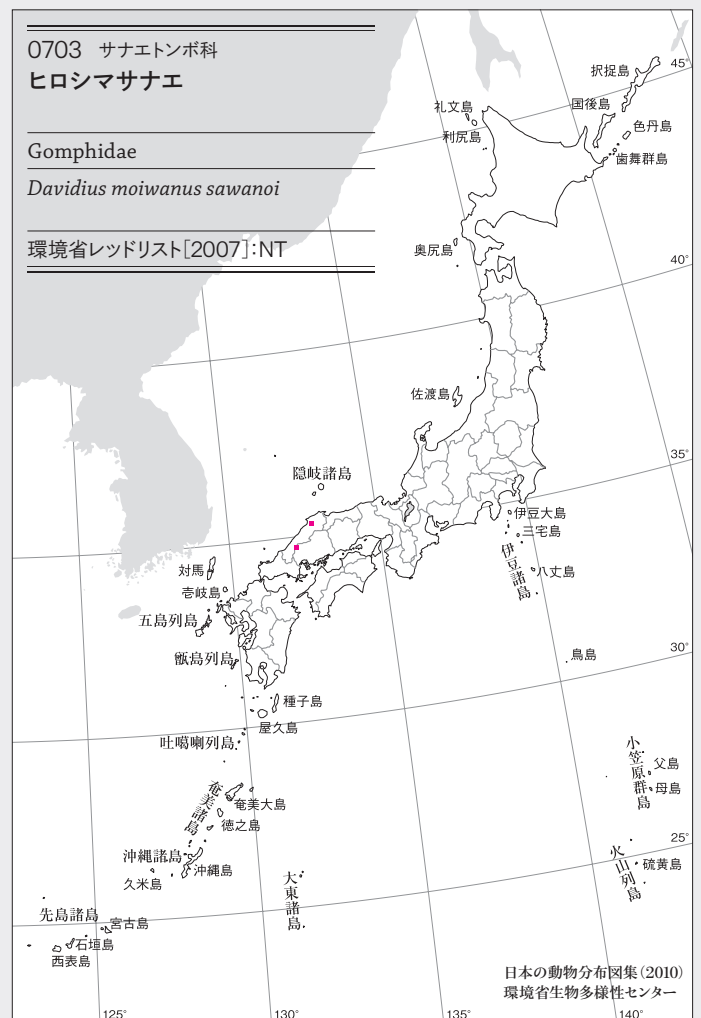 0703 サナエトンボ科
ヒロシマサナエ
Gomphidae
Davidius moiwanus sawanoi
環境省レッドリスト[2007]:NT
45°
択捉島
国後島
礼文島
色丹島
利尻島
歯舞群島
奥尻島
40°
佐渡島
35°
隠岐諸島
伊豆大島
三宅島
伊豆諸島
八丈島
対馬
壱岐島
五島列島
甑島列島
鳥島
30°
種子島
屋久島
吐噶喇列島
小笠原群島
父島
母島
奄美諸島
奄美大島
徳之島
25°
沖縄諸島
沖縄島
久米島
火山列島
硫黄島
大東諸島
先島諸島
宮古島
石垣島
西表島
日本の動物分布図集(2010)
環境省生物多様性センター
125°
130°
135°
140°